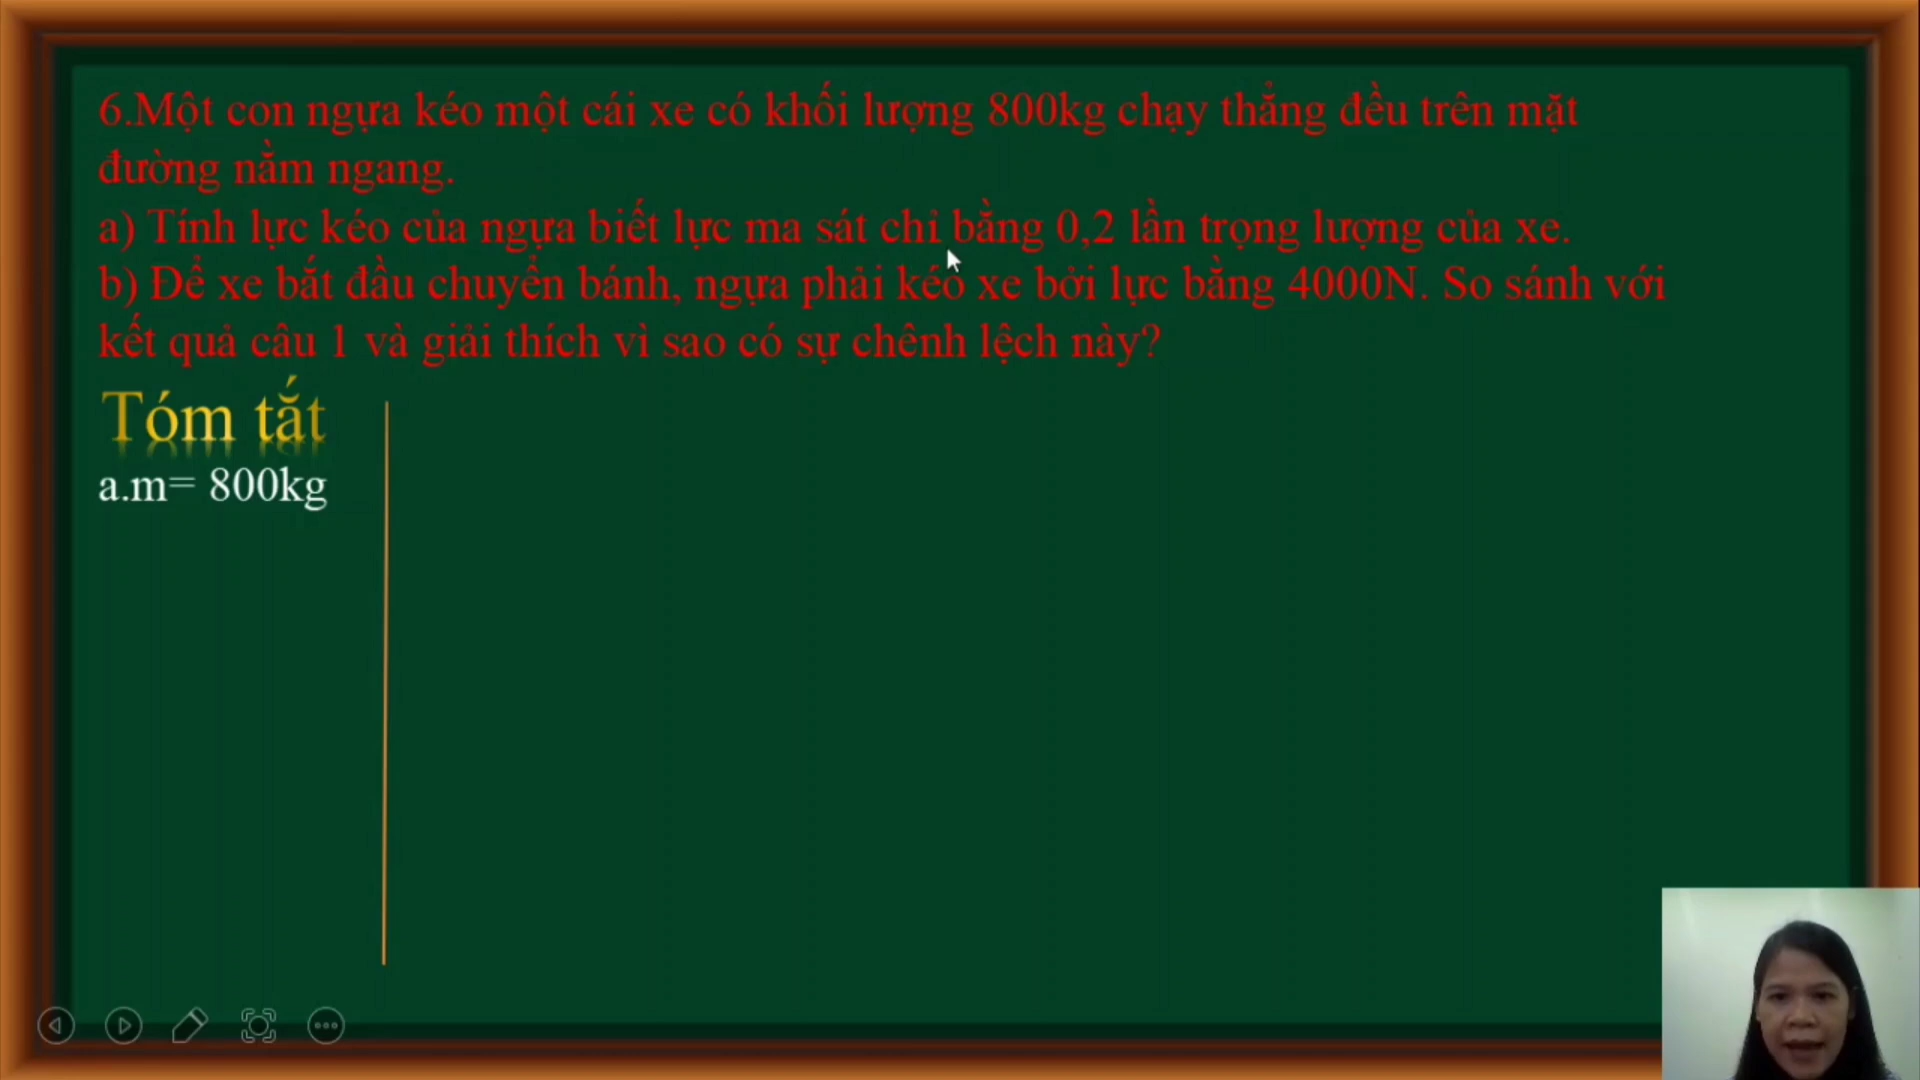 6.Một con ngựa kéo một cái xe có khối lượng 800kg chạy thẳng đều trên mặt
đường nằm ngang.
a) Tính lực kéo của ngựa biết lực ma sát chỉ bằng 0,2 lần trọng lượng của xe.
b) Để xe bắt đầu chuyển bánh, ngựa phải kéo xe bởi lực bằng 4000N. So sánh với
kết quả câu 1 và giải thích vì sao có sự chênh lệch này?
Tóm tắt
a.m= 800kg